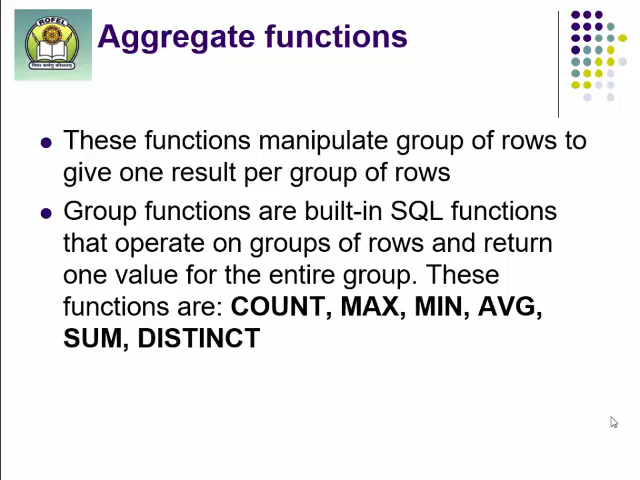 ROFEL
Aggregate functions
These functions manipulate group of rows to
give one result per group of rows
Group functions are built-in SQL functions
that operate on groups of rows and return
one value for the entire group. These
functions are: COUNT, MAX, MIN, AVG,
SUM, DISTINCT